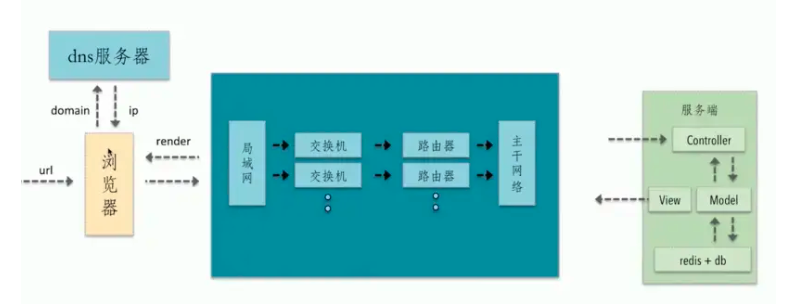 dns服务器
domain
ip
url
浏览器
render
局域网
交换机
路由器
交换机
路由器
主干网络
服务端
Controller
View
Model
redis + db